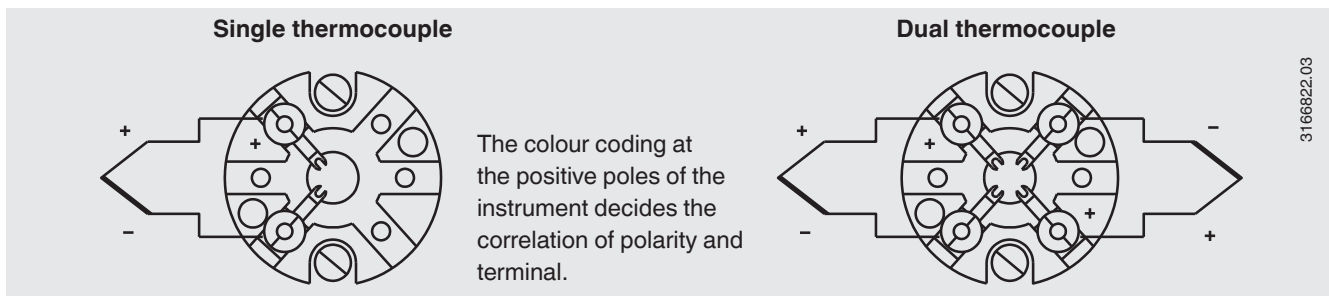 Single thermocouple
+
+
−
The colour coding at
the positive poles of the
instrument decides the
correlation of polarity and
terminal.
Dual thermocouple
+
+
−
−
+
+
3166822.03